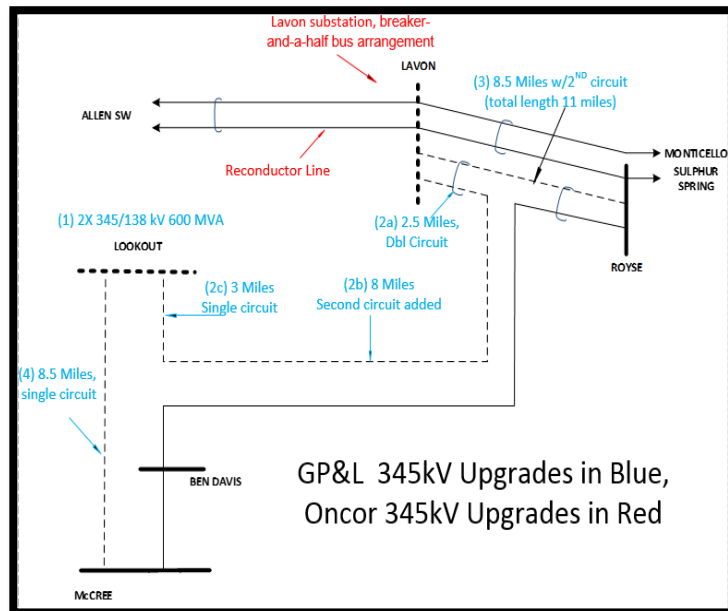 Lavon substation, breaker-
and-a-half bus arrangement
LAVON
(3) 8.5 Miles w/2ND circuit
(total length 11 miles)
ALLEN SW
MONTICELLO
SULPHUR
SPRING
Reconductor Line
(1) 2X 345/138 kV 600 MVA
LOOKOUT
(2a) 2.5 Miles,
Dbl Circuit
ROYSE
(2c) 3 Miles
Single circuit
(2b) 8 Miles
Second circuit added
(4) 8.5 Miles,
single circuit
BEN DAVIS
GP&L 345kV Upgrades in Blue,
Oncor 345kV Upgrades in Red
McCREE